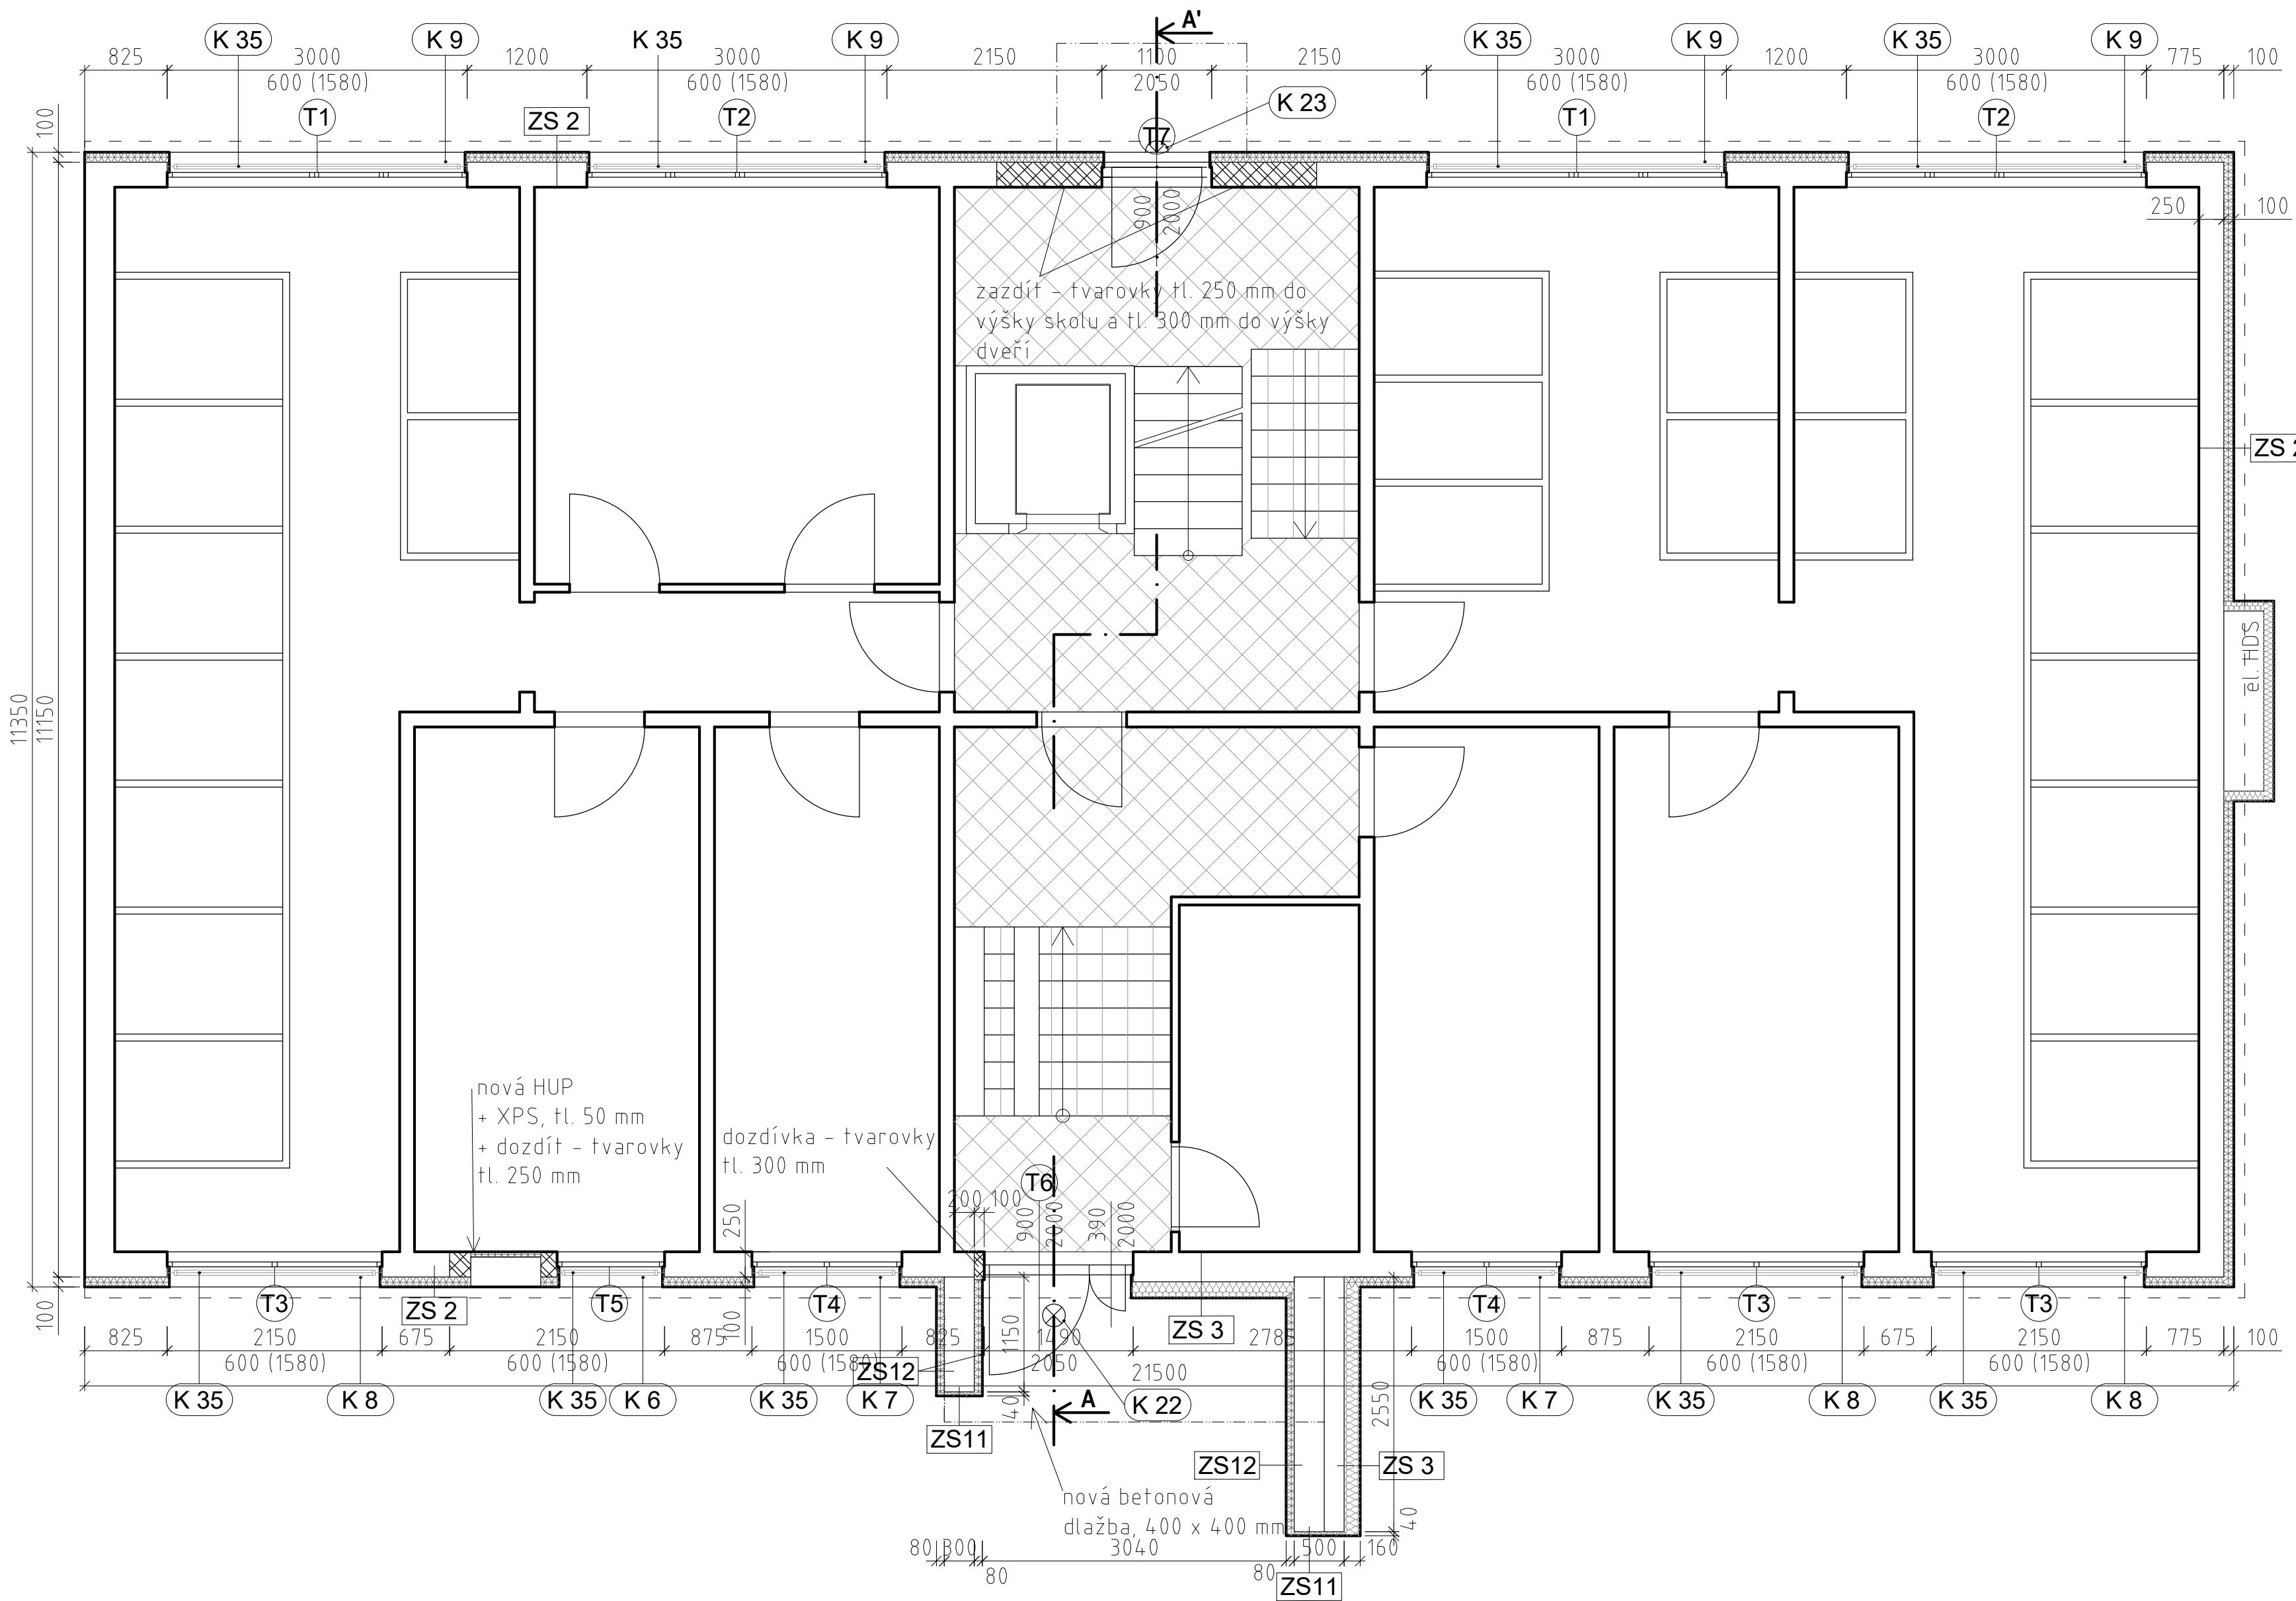 A'
K 35
K 9
K 35
K 9
K 35
K 9
K 35
K 9
825
3000
1200
3000
2150
1100
2150
3000
1200
3000
775
100
600 (1580)
600 (1580)
2050
600 (1580)
600 (1580)
K 23
T1
ZS 2
T2
T7
T1
T2
100
900
2000
250
100
zazdít - tvarovky tl. 250 mm do
výšky skolu a tl. 300 mm do výšky
dveří
el. HDS
11350
11150
nová HUP
+ XPS, tl. 50 mm
+ dozdít - tvarovky
tl. 250 mm
dozdívka - tvarovky
tl. 300 mm
T6
200
100
900
2000
390
2000
250
100
100
T3
ZS 2
T5
T4
ZS 3
T4
T3
T3
825
2150
675
2150
875
1500
825
1150
1490
2785
1500
875
2150
675
2150
775
100
600 (1580)
600 (1580)
600 (1580)
2050
600 (1580)
600 (1580)
600 (1580)
ZS12
21500
K 35
K 8
K 35
K 6
K 35
K 7
40
A
K 22
2550
K 35
K 7
K 35
K 8
K 35
K 8
ZS11
ZS12
ZS 3
nová betonová
dlažba, 400 x 400 mm
40
80
300
80
3040
80
500
160
ZS11